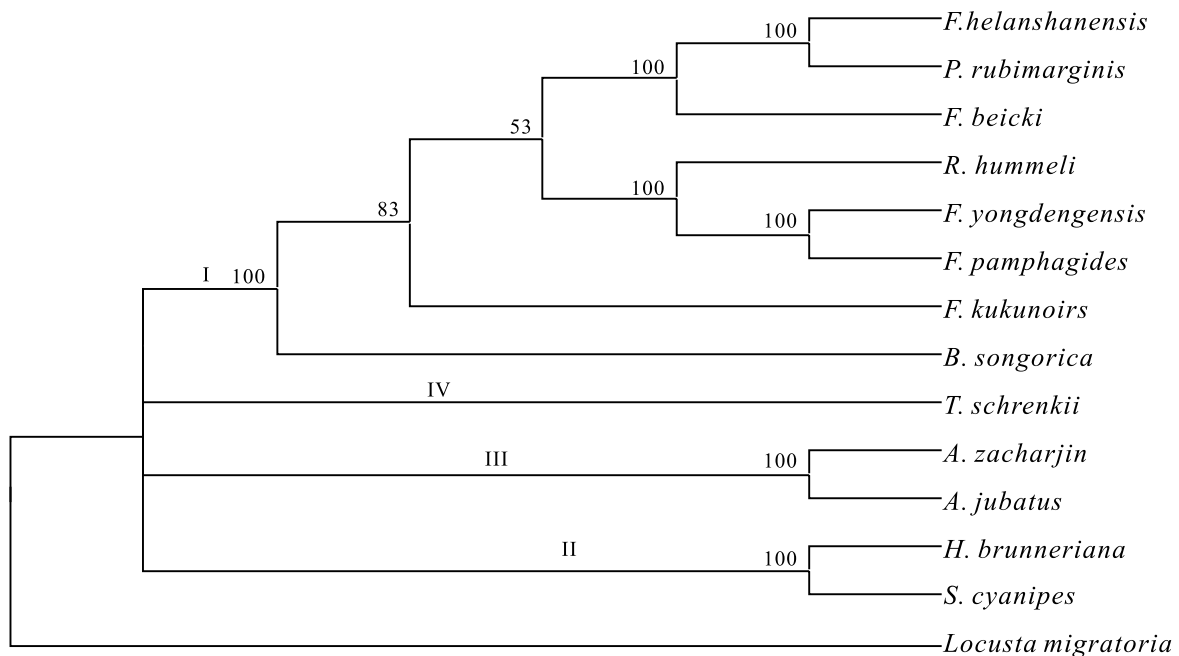 100
F.helanshanensis
100
P. rubimarginis
F. beicki
53
R. hummeli
100
83
100
F. yongdengensis
F. pamphagides
I 100
F. kukunoirs
B. songorica
IV
T. schrenkii
III
100
A. zacharjin
A. jubatus
II
100
H. brunneriana
S. cyanipes
Locusta migratoria